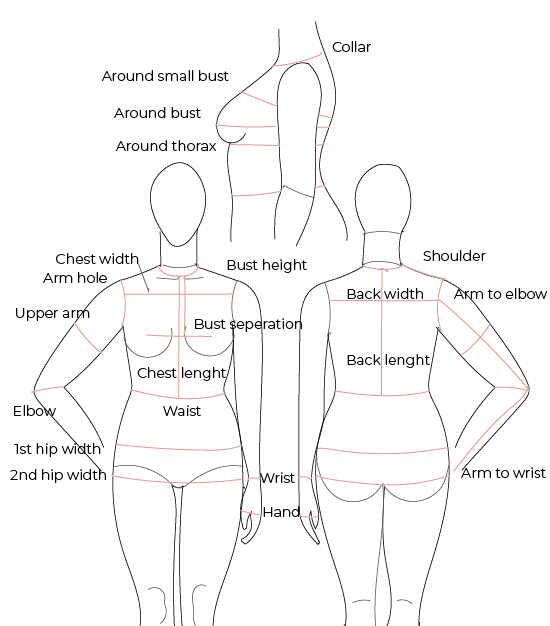 Collar
Around small bust
Around bust
Around thorax
Chest width
Arm hole
Bust height
Shoulder
Upper arm
Back width
Arm to elbow
Bust seperation
Back lenght
Chest lenght
Elbow
Waist
1st hip width
2nd hip width
Wrist
Arm to wrist
Hand